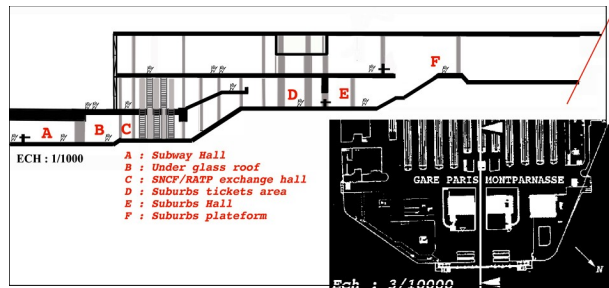 F
D E
A B C
ECH : 1/1000
A : Subway Hall
B : Under glass roof
C : SNCF/RATP exchange hall
D : Suburbs tickets area
E : Suburbs Hall
F : Suburbs plateform
GARE PARIS MONTPARNASSE
N
Ech : 3/10000